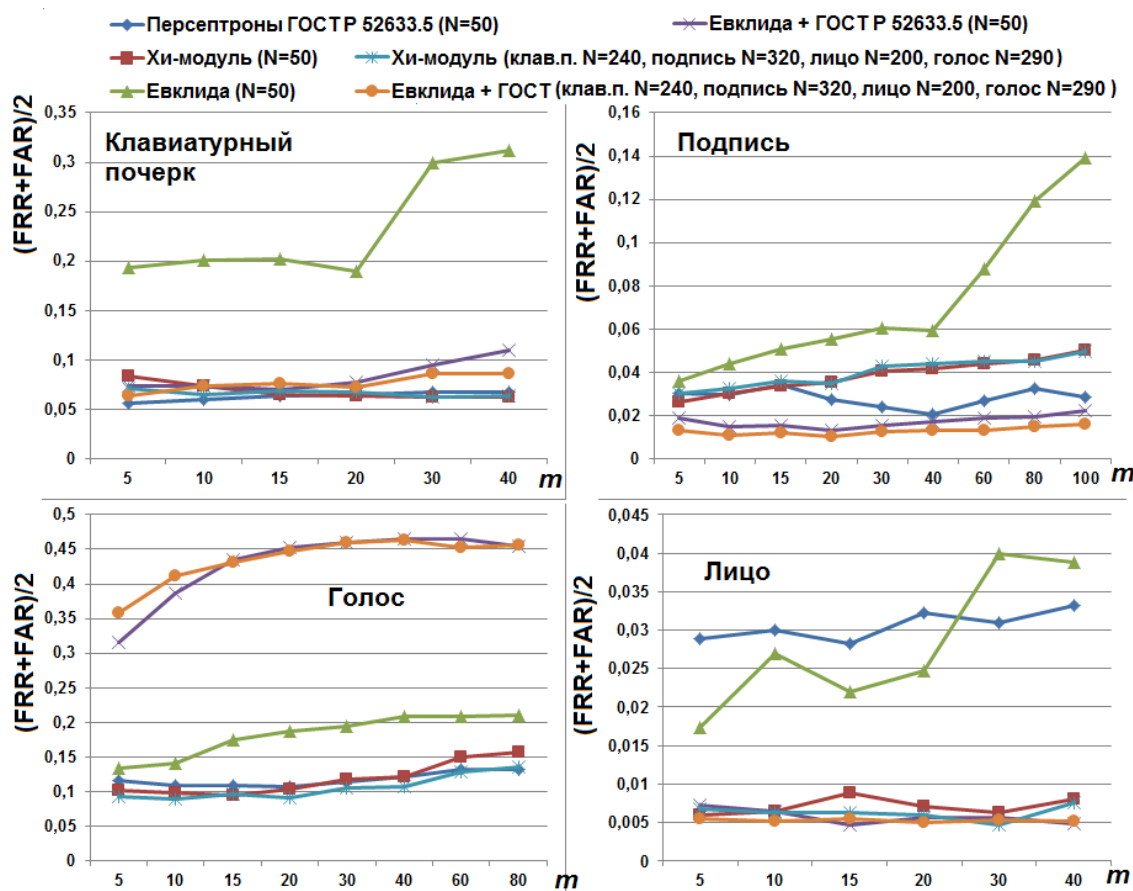 Персептроны ГОСТ Р 52633.5 (N=50)
Евклида + ГОСТ Р 52633.5 (N=50)
Хи-модуль (N=50)
Хи-модуль (клав.п. N=240, подпись N=320, лицо N=200, голос N=290)
Евклида (N=50)
Евклида + ГОСТ (клав.п. N=240, подпись N=320, лицо N=200, голос N=290 )
(FRR+FAR)/2
0,35
0,3
0,25
0,2
0,15
0,1
0,05
0
Клавиатурный
почерк
5 10 15 20 30 40 m
(FRR+FAR)/2
0,16
0,14
0,12
0,1
0,08
0,06
0,04
0,02
0
Подпись
5 10 15 20 30 40 60 80 100 m
(FRR+FAR)/2
0,5
0,45
0,4
0,35
0,3
0,25
0,2
0,15
0,1
0,05
0
Голос
5 10 15 20 30 40 60 80 m
(FRR+FAR)/2
0,045
0,04
0,035
0,03
0,025
0,02
0,015
0,01
0,005
0
Лицо
5 10 15 20 30 40 m